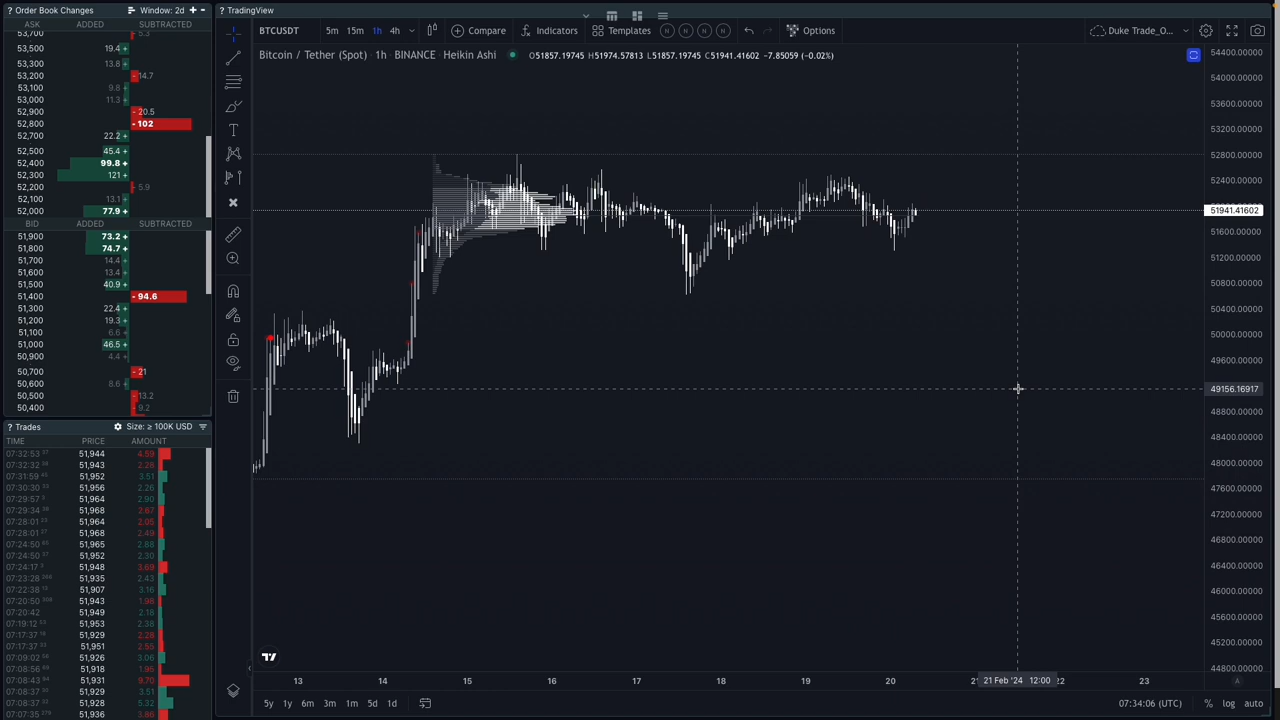 ? Order Book Changes Window: 2d + -
ASK ADDED SUBTRACTED
53,700 - 5.3
53,500 19.4 +
53,300 13.8 +
53,200 - 14.7
53,100 9.8 +
53,000 11.3 +
52,900 - 20.5
52,800 - 102
52,700 22.2 +
52,500 45.4 +
52,400 99.8 +
52,300 121 +
52,200 - 5.9
52,100 13.1 +
52,000 77.9 +
BID ADDED SUBTRACTED
51,900 73.2 +
51,800 74.7 +
51,700 14.4 +
51,600 13.4 +
51,500 40.9 +
51,400 - 94.6
51,300 22.4 +
51,200 19.3 +
51,100 6.6 +
51,000 46.5 +
50,900 4.4 +
50,700 - 21
50,600 8.6 +
50,500 - 13.2
50,400 - 9.2
? Trades Size: ≥ 100K USD
TIME PRICE AMOUNT
07:32:53 51,944 4.59
07:32:32 51,943 2.28
07:31:59 51,952 3.51
07:30:30 51,956 2.26
07:29:57 51,964 2.90
07:29:34 51,968 2.67
07:28:01 51,964 2.05
07:28:01 51,968 2.49
07:24:50 51,965 2.88
07:24:50 51,952 2.30
07:24:17 51,948 3.69
07:23:28 51,935 2.43
07:22:38 51,907 3.16
07:20:50 51,943 1.98
07:20:42 51,949 2.18
07:19:12 51,953 2.38
07:17:37 51,929 2.28
07:17:37 51,951 2.55
07:09:02 51,926 3.06
07:08:56 51,918 1.96
07:08:43 51,931 9.70
07:08:37 51,929 3.51
07:08:37 51,928 5.32
07:07:35 51,936 3.86
? TradingView
BTCUSDT 5m 15m 1h 4h Compare Indicators Templates N N N N Options Duke Trade_O...
Bitcoin / Tether (Spot) · 1h · BINANCE · Heikin Ashi O51857.19745 H51974.57813 L51857.19745 C51941.41602 −7.85059 (−0.02%)
54400.00000
54000.00000
53600.00000
53200.00000
52800.00000
52400.00000
51941.41602
51600.00000
51200.00000
50800.00000
50400.00000
50000.00000
49600.00000
49156.16917
48800.00000
48400.00000
48000.00000
47600.00000
47200.00000
46800.00000
46400.00000
46000.00000
45600.00000
45200.00000
44800.00000
13 14 15 16 17 18 19 20 21 Feb '24 12:00 22 23 A
5y 1y 6m 3m 1m 5d 1d 07:34:06 (UTC) % log auto